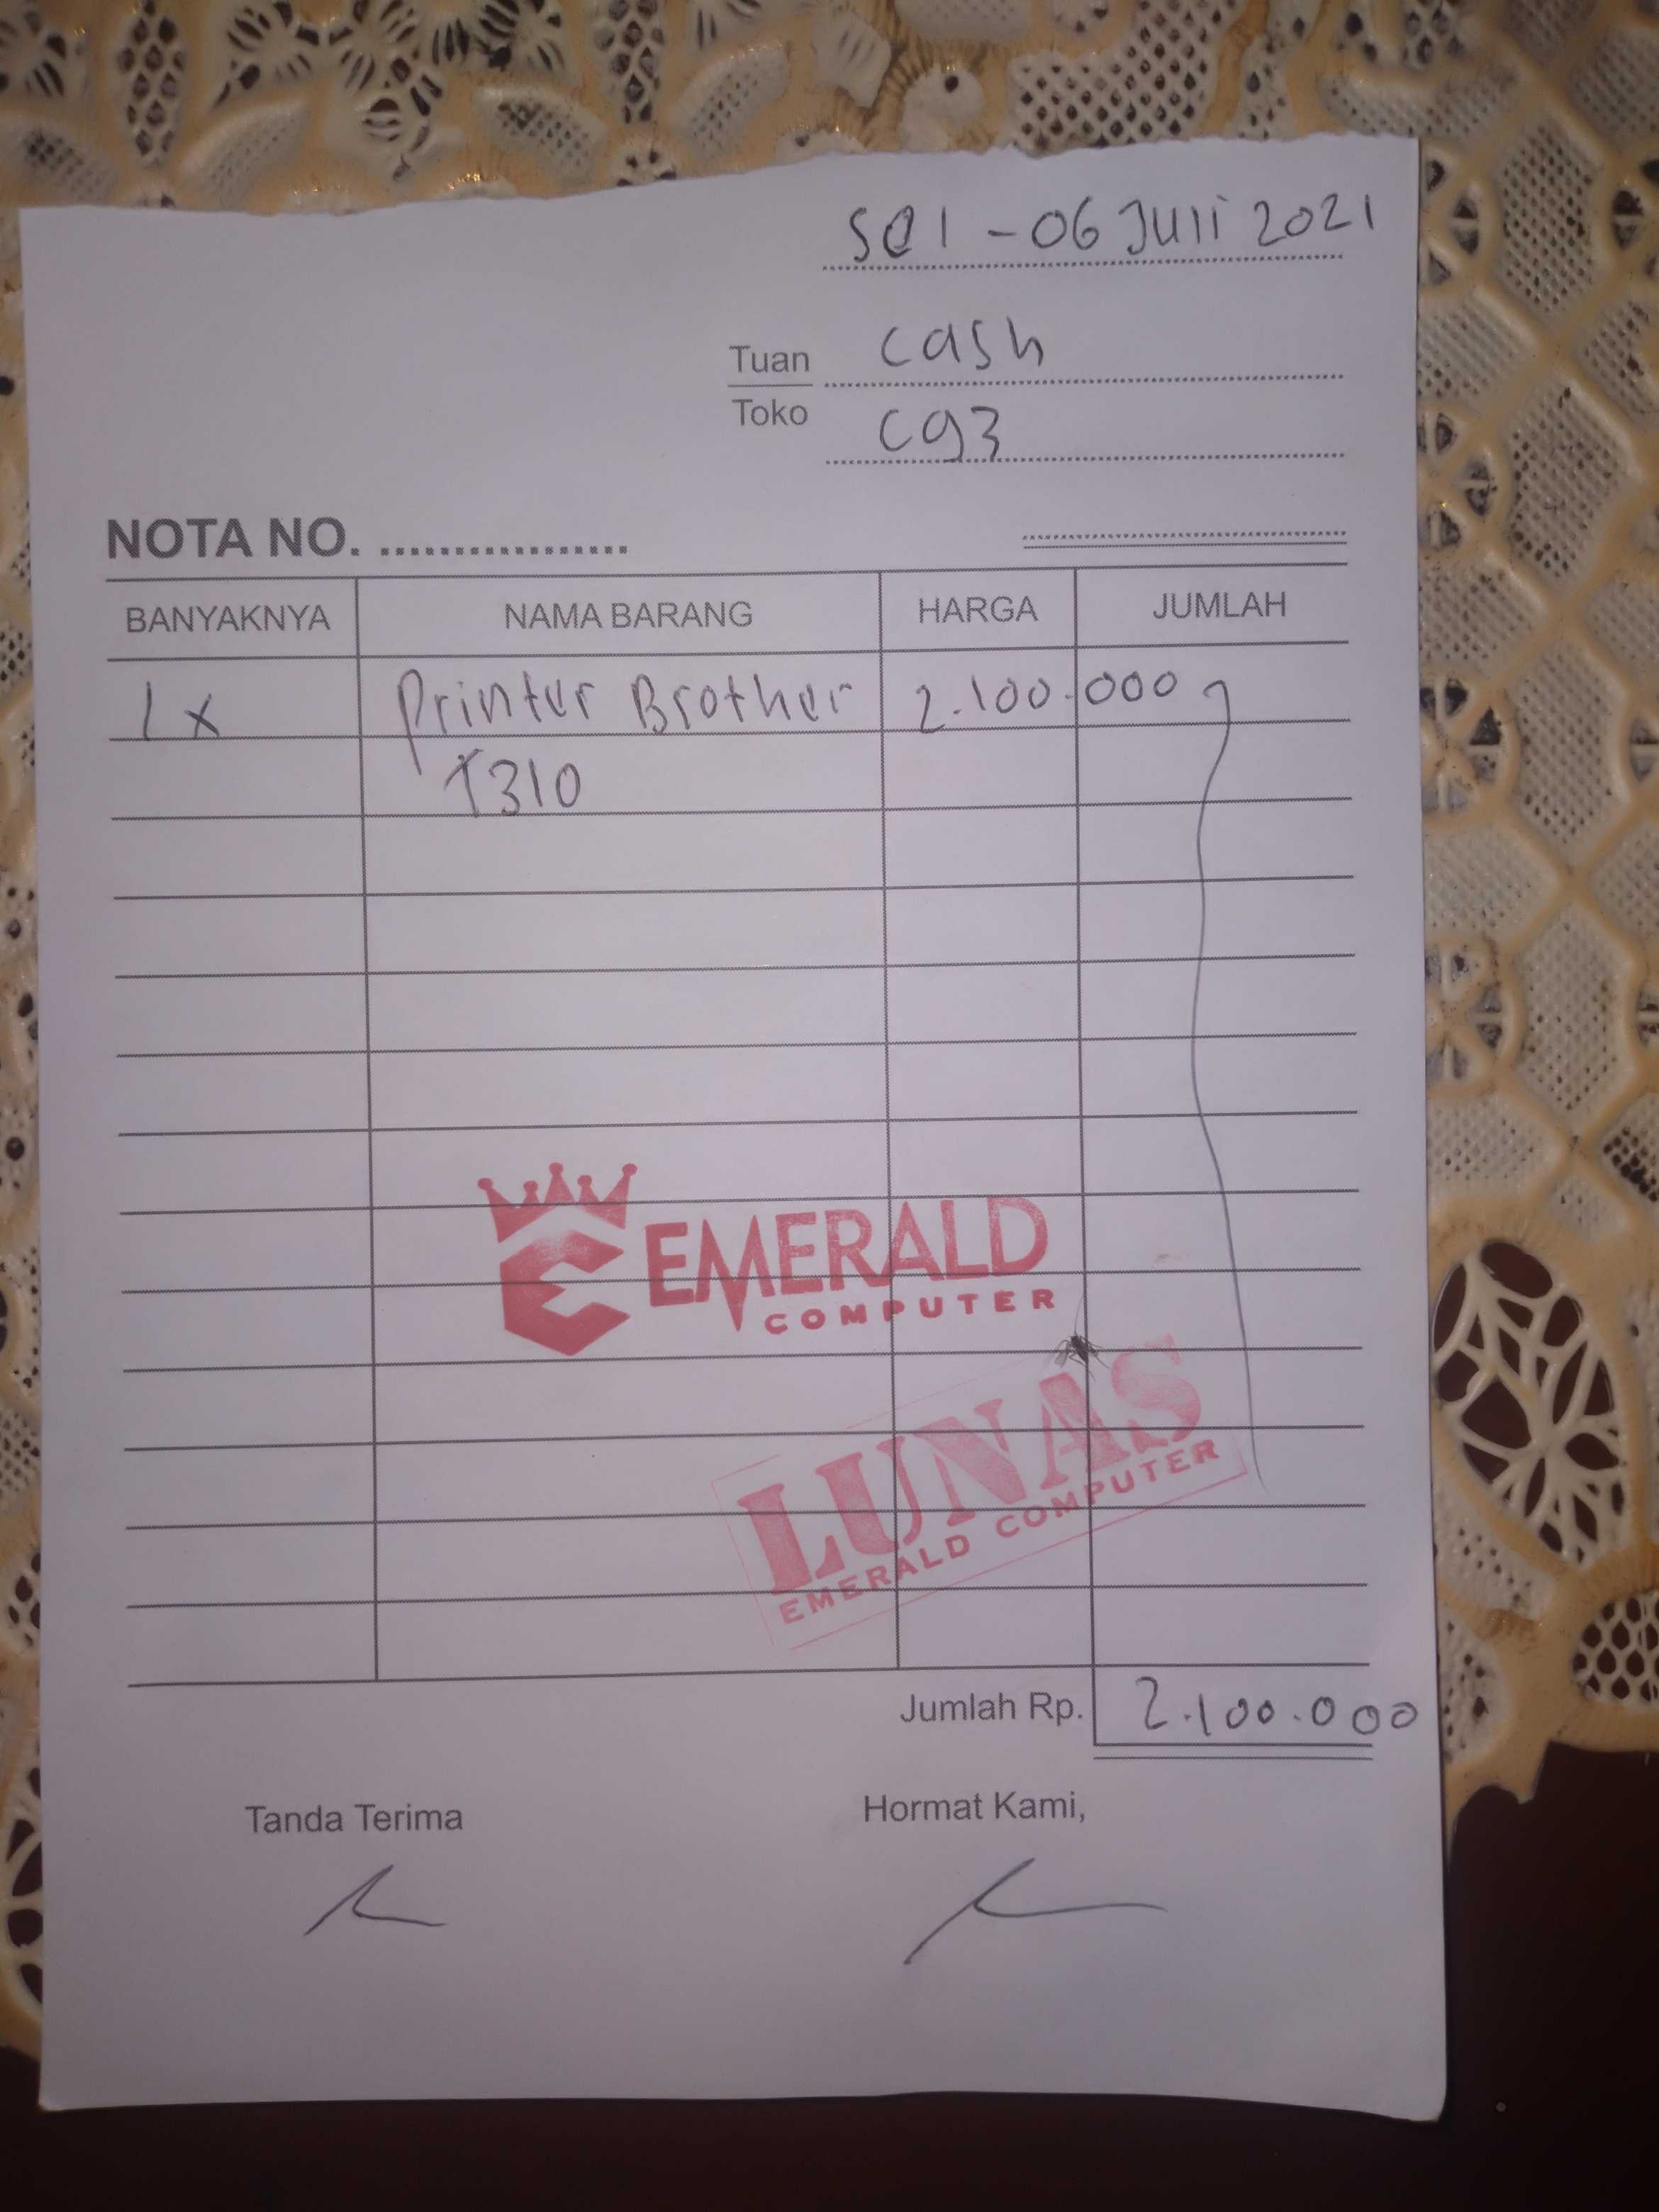 Sel - 06 Juli 2021
Tuan cash
Toko cg3
NOTA NO. .................
BANYAKNYA NAMA BARANG HARGA JUMLAH
1x Printer Brother 2.100.000
T310
EMERALD
COMPUTER
LUNAS
EMERALD COMPUTER
Jumlah Rp. 2.100.000
Tanda Terima Hormat Kami,